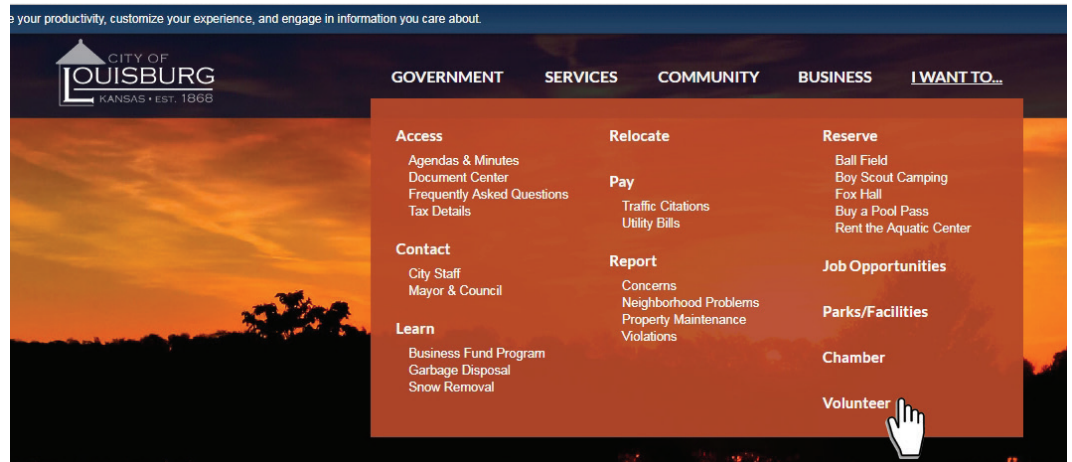 your productivity, customize your experience, and engage in information you care about.
CITY OF
LOUISBURG
KANSAS • EST. 1868
GOVERNMENT SERVICES COMMUNITY BUSINESS I WANT TO...
Access
Agendas & Minutes
Document Center
Frequently Asked Questions
Tax Details
Contact
City Staff
Mayor & Council
Learn
Business Fund Program
Garbage Disposal
Snow Removal
Relocate
Pay
Traffic Citations
Utility Bills
Report
Concerns
Neighborhood Problems
Property Maintenance
Violations
Reserve
Ball Field
Boy Scout Camping
Fox Hall
Buy a Pool Pass
Rent the Aquatic Center
Job Opportunities
Parks/Facilities
Chamber
Volunteer